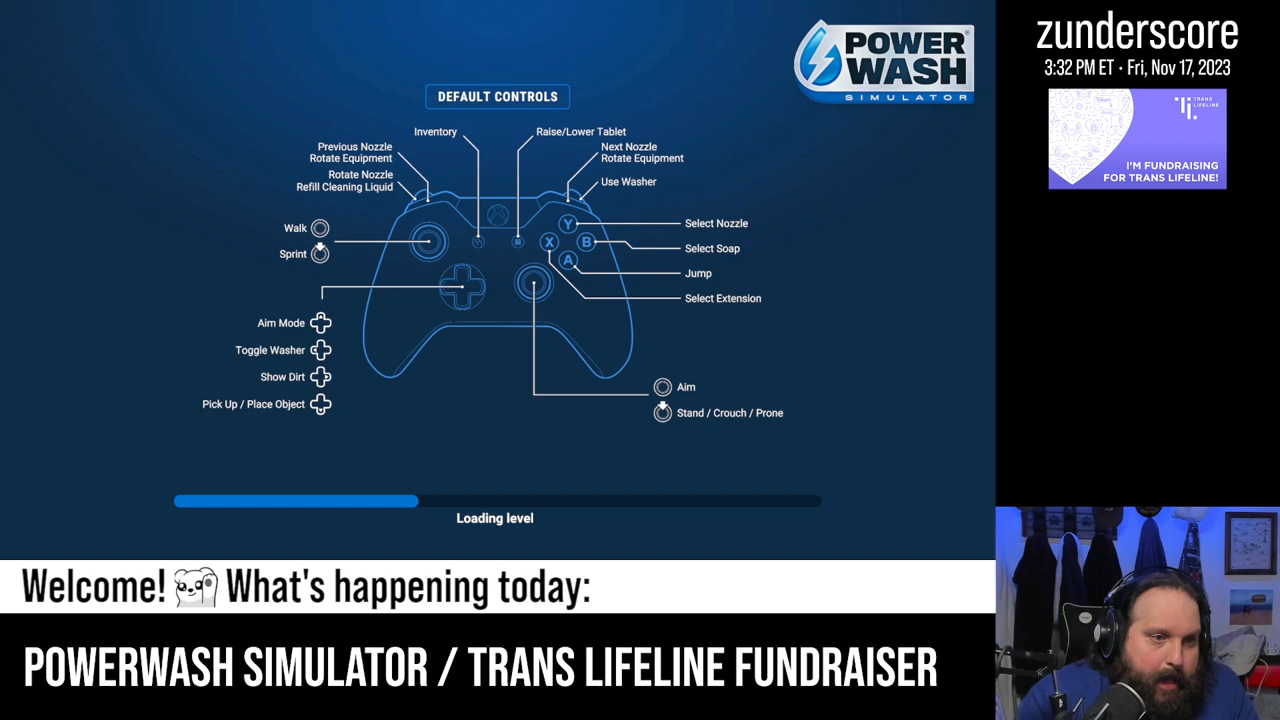 POWER
WASH
SIMULATOR
DEFAULT CONTROLS
Inventory
Raise/Lower Tablet
Previous Nozzle
Rotate Equipment
Next Nozzle
Rotate Equipment
Rotate Nozzle
Refill Cleaning Liquid
Use Washer
Walk
Sprint
Y
X
B
A
Select Nozzle
Select Soap
Jump
Select Extension
Aim Mode
Toggle Washer
Show Dirt
Pick Up / Place Object
Aim
Stand / Crouch / Prone
Loading level
zunderscore
3:32 PM ET • Fri, Nov 17, 2023
TRANS
LIFELINE
I'M FUNDRAISING
FOR TRANS LIFELINE!
Welcome! What's happening today:
POWERWASH SIMULATOR / TRANS LIFELINE FUNDRAISER